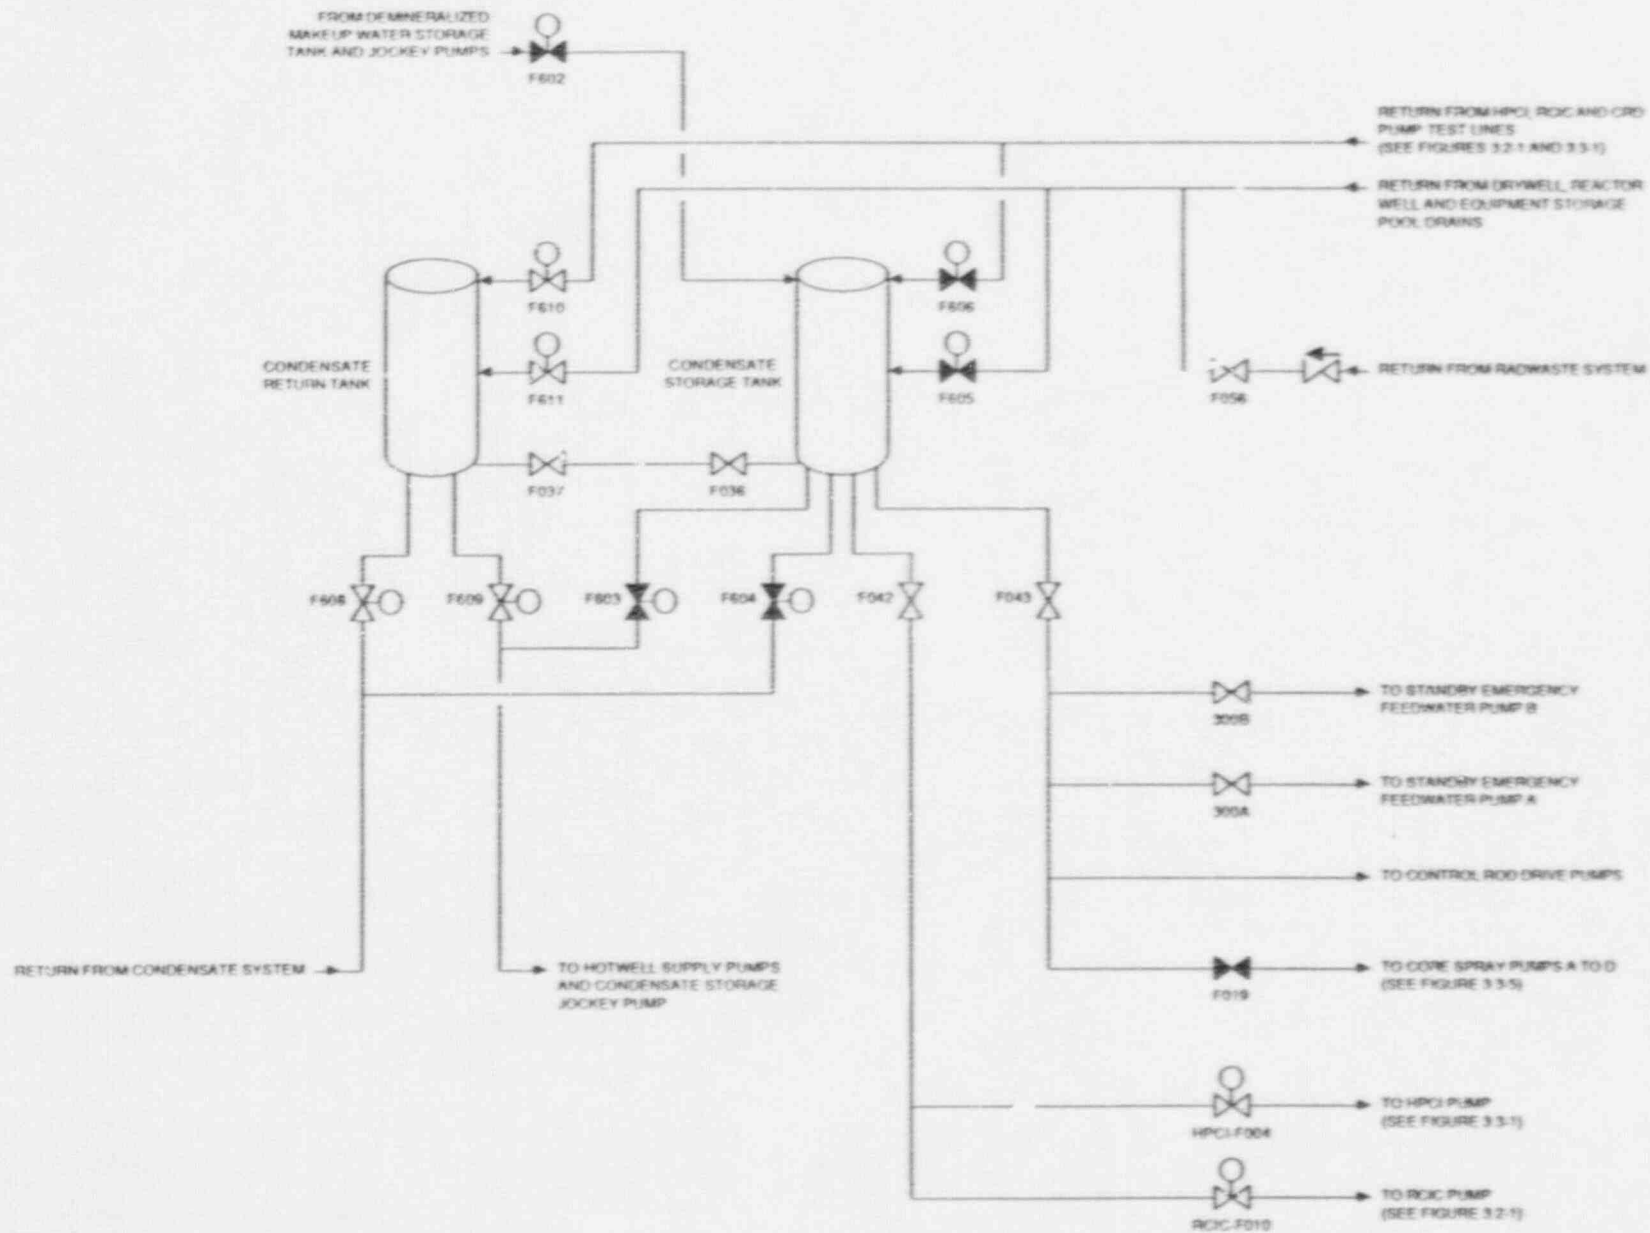 FROM DEMINERALIZED
MAKEUP WATER STORAGE
TANK AND JOCKEY PUMPS
F602
RETURN FROM HPCI, RCIC AND CRD
PUMP TEST LINES
(SEE FIGURES 3.2-1 AND 3.3-1)
RETURN FROM DRYWELL, REACTOR
WELL AND EQUIPMENT STORAGE
POOL DRAINS
F610
F606
CONDENSATE
RETURN TANK
F611
CONDENSATE
STORAGE TANK
F605
F056
RETURN FROM RADWASTE SYSTEM
F037
F036
F608
F609
F603
F604
F042
F043
300B
TO STANDBY EMERGENCY
FEEDWATER PUMP B
300A
TO STANDBY EMERGENCY
FEEDWATER PUMP A
TO CONTROL ROD DRIVE PUMPS
RETURN FROM CONDENSATE SYSTEM
TO HOTWELL SUPPLY PUMPS
AND CONDENSATE STORAGE
JOCKEY PUMP
F019
TO CORE SPRAY PUMPS A TO D
(SEE FIGURE 3.3-5)
HPCI-F004
TO HPCI PUMP
(SEE FIGURE 3.3-1)
RCIC-F010
TO RCIC PUMP
(SEE FIGURE 3.2-1)